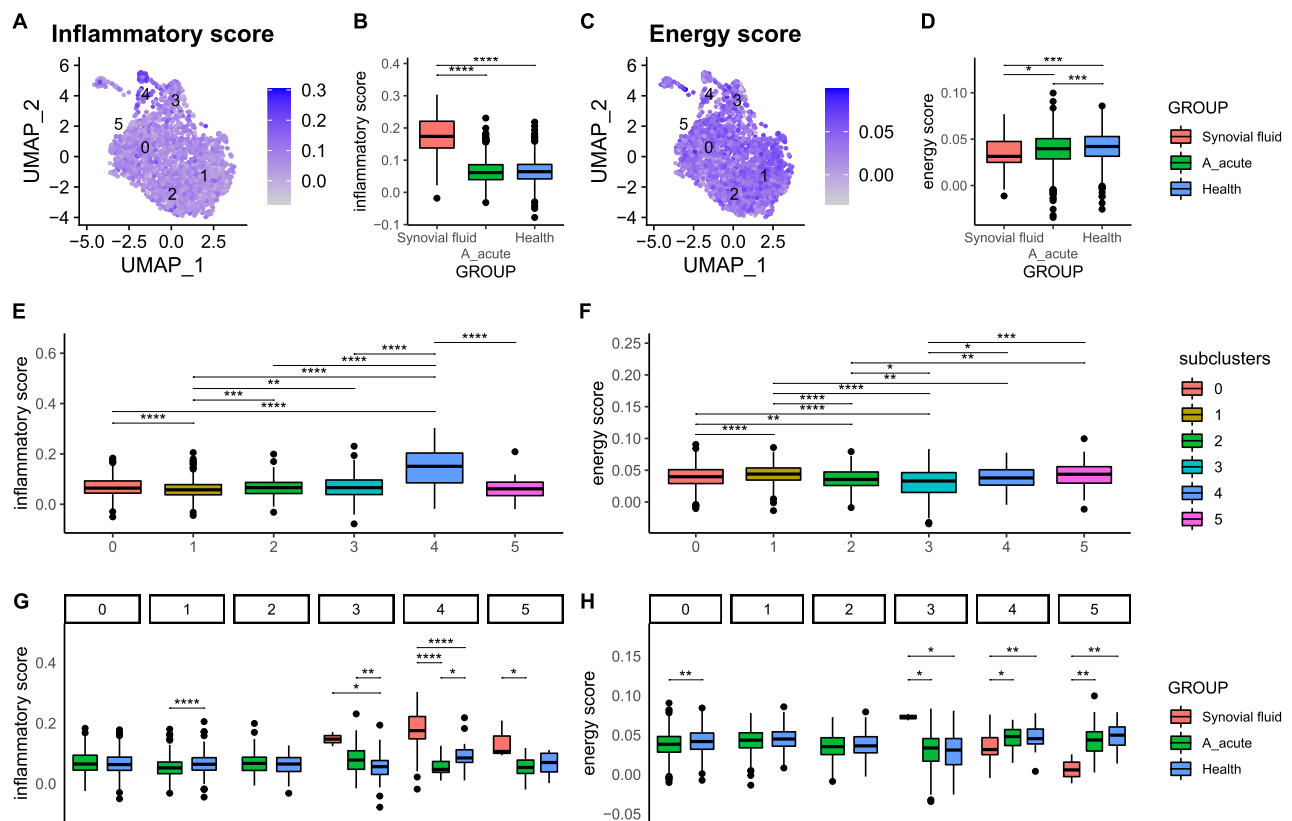 A Inflammatory score
6
4
2
0
−2
−4
UMAP_2
4
3
5
0
1
2
−5.0 −2.5 0.0 2.5
UMAP_1
0.3
0.2
0.1
0.0
B
0.4
0.3
0.2
0.1
0.0
−0.1
inflammatory score
****
****
Synovial fluid Health
A_acute
GROUP
C Energy score
6
4
2
0
−2
−4
UMAP_2
4
3
5
0
1
2
−5.0 −2.5 0.0 2.5
UMAP_1
0.05
0.00
D
0.10
0.05
0.00
energy score
***
*
***
Synovial fluid Health
A_acute
GROUP
GROUP
Synovial fluid
A_acute
Health
E
0.6
0.4
0.2
0.0
inflammatory score
****
****
****
****
**
***
****
****
0 1 2 3 4 5
F
0.25
0.20
0.15
0.10
0.05
0.00
energy score
***
*
**
*
**
****
****
****
**
****
0 1 2 3 4 5
subclusters
0
1
2
3
4
5
G
0 1 2 3 4 5
0.4
0.2
0.0
inflammatory score
****
**
*
****
****
*
*
H
0 1 2 3 4 5
0.15
0.10
0.05
0.00
−0.05
energy score
**
*
*
**
*
**
**
GROUP
Synovial fluid
A_acute
Health